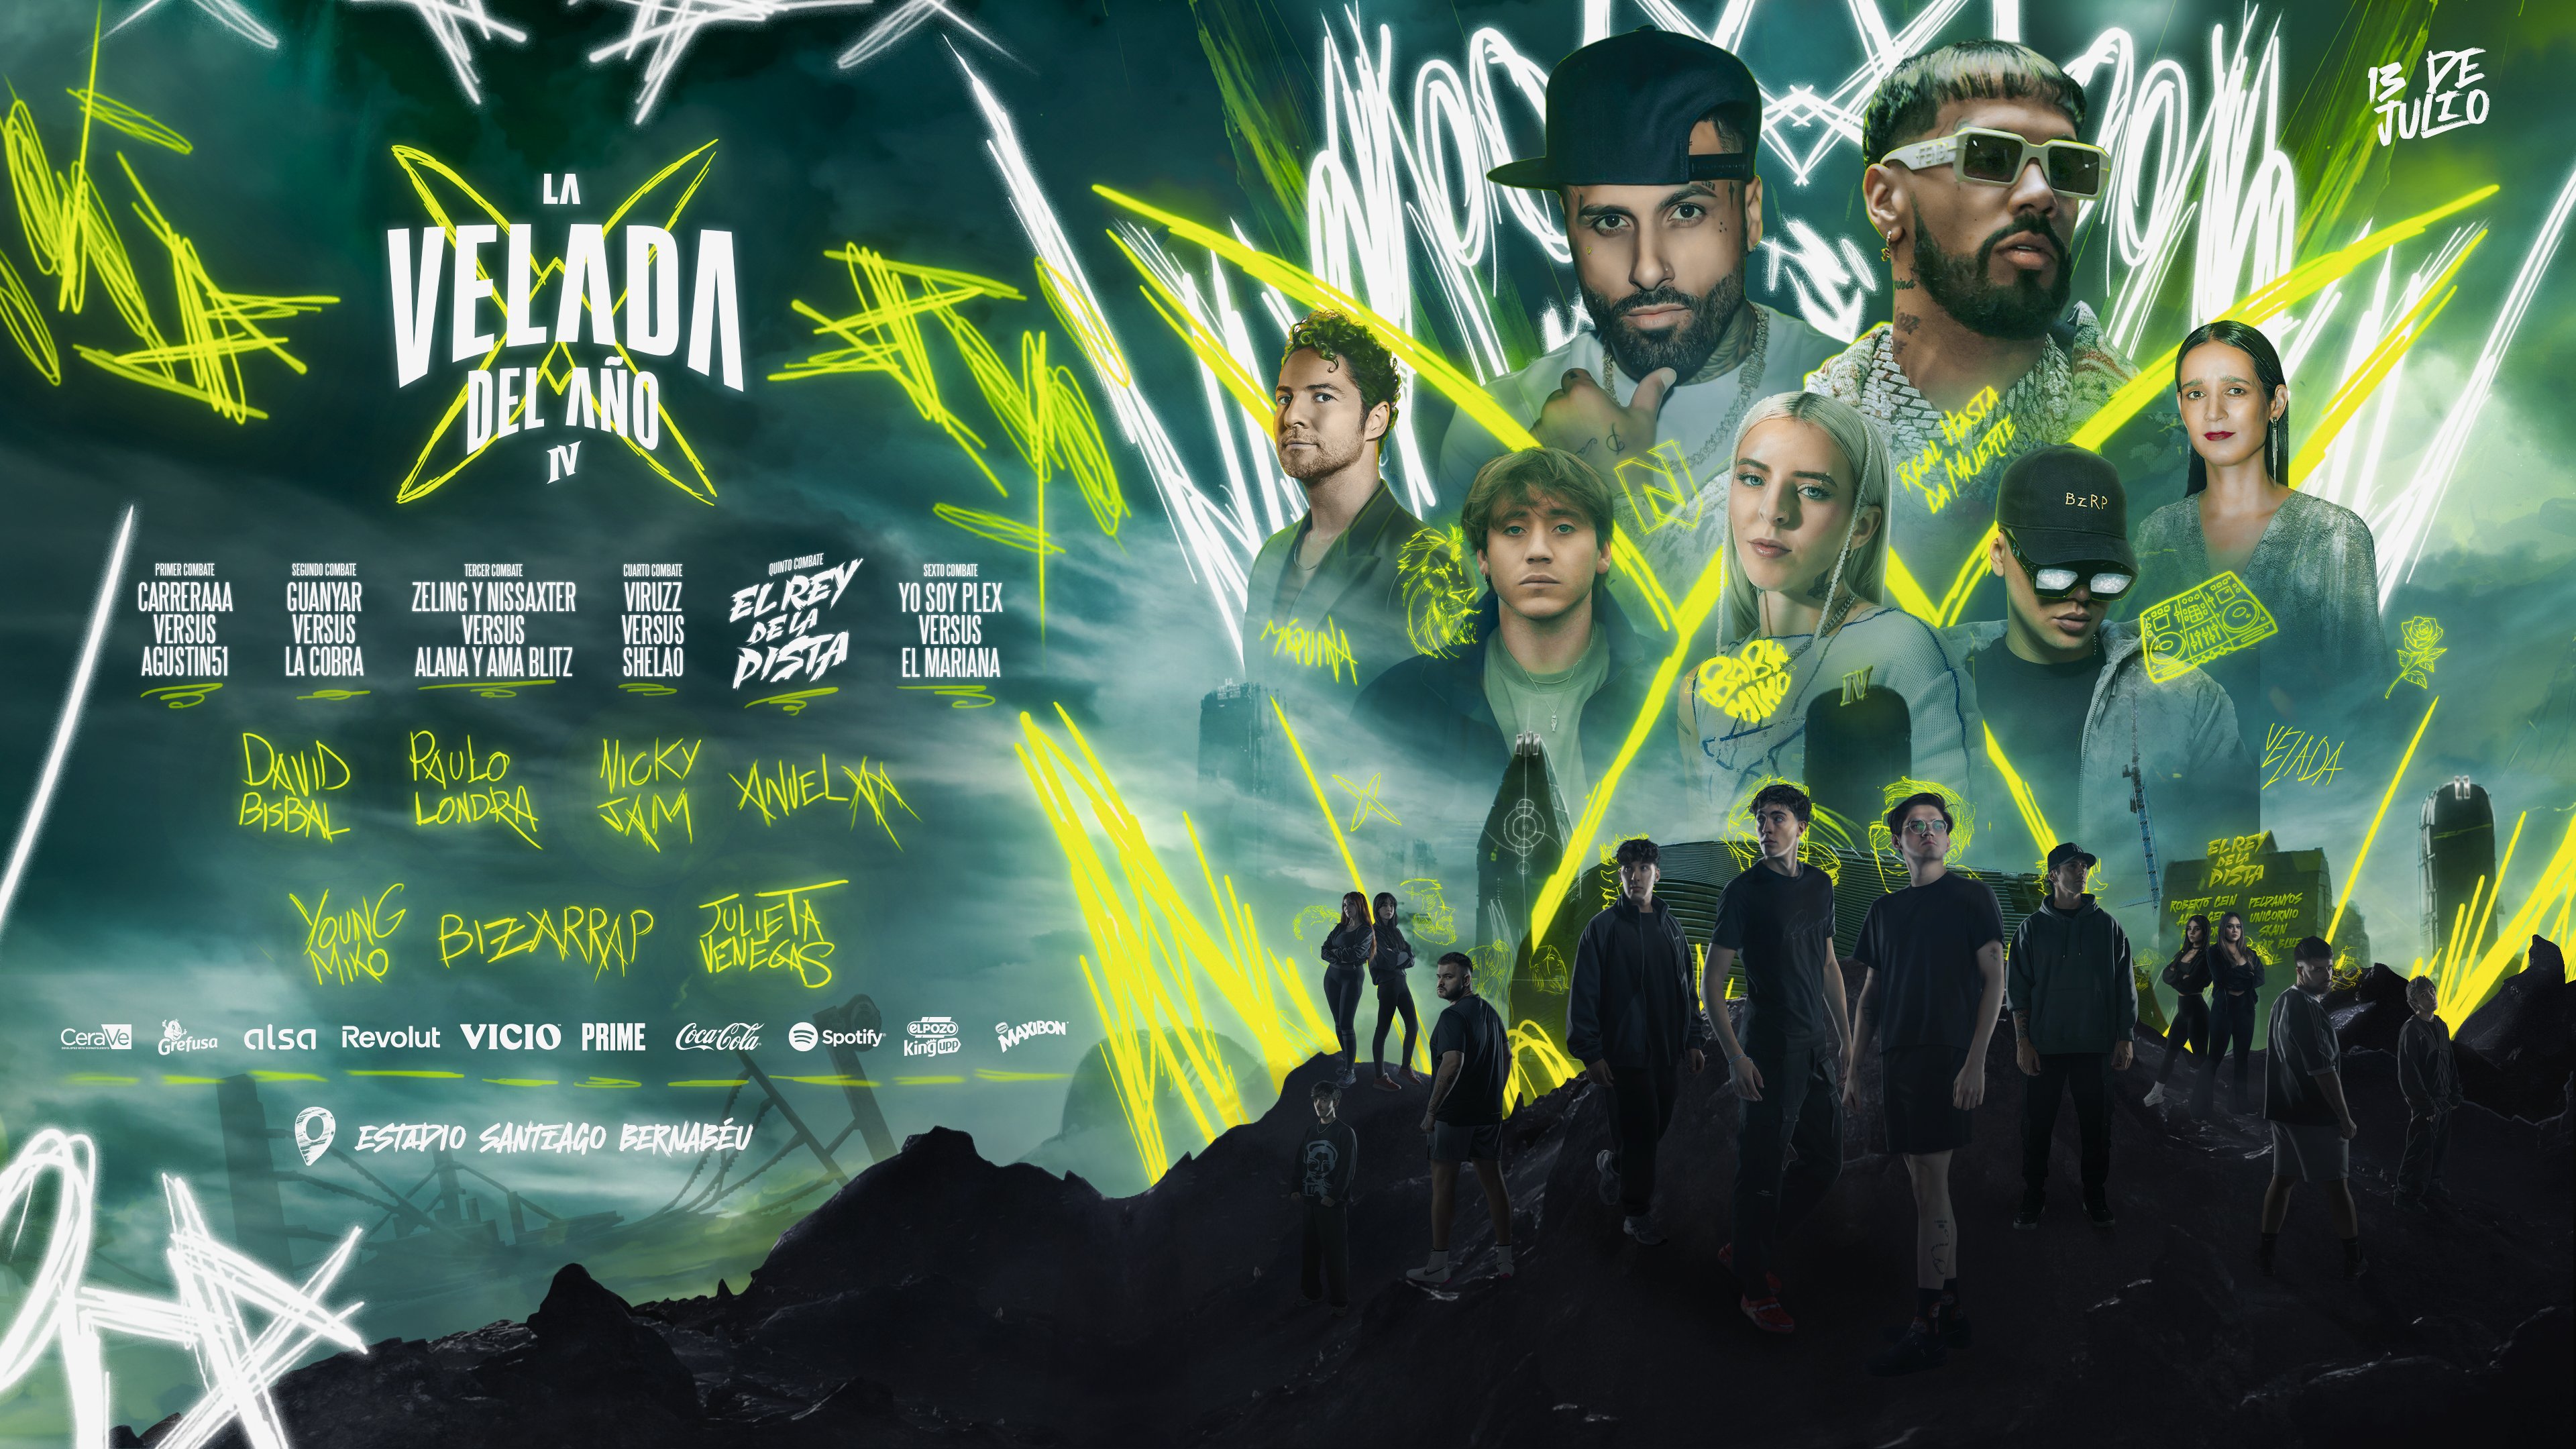 13 DE
JULIO
LA
VELADA
DEL AÑO
IV
PRIMER COMBATE
CARRERAAA
VERSUS
AGUSTIN51
SEGUNDO COMBATE
GUANYAR
VERSUS
LA COBRA
TERCER COMBATE
ZELING Y NISSAXTER
VERSUS
ALANA Y AMA BLITZ
CUARTO COMBATE
VIRUZZ
VERSUS
SHELAO
QUINTO COMBATE
EL REY
DE LA
PISTA
SEXTO COMBATE
YO SOY PLEX
VERSUS
EL MARIANA
DAVID
BISBAL
PAULO
LONDRA
NICKY
JAM
ANUEL AA
YOUNG
MIKO
BIZARRAP
JULIETA
VENEGAS
CeraVe
Grefusa
alsa
Revolut
VICIO
PRIME
Coca-Cola
Spotify
ELPOZO
king upp
MAXIBON
ESTADIO SANTIAGO BERNABÉU
REAL HASTA
LA MUERTE
N
BZRP
MÁQUINA
BABY
MIKO
IV
VELADA
EL REY
DE LA
PISTA
ROBERTO CEIN
PELDANYOS
UNICORNIO
SKAIN